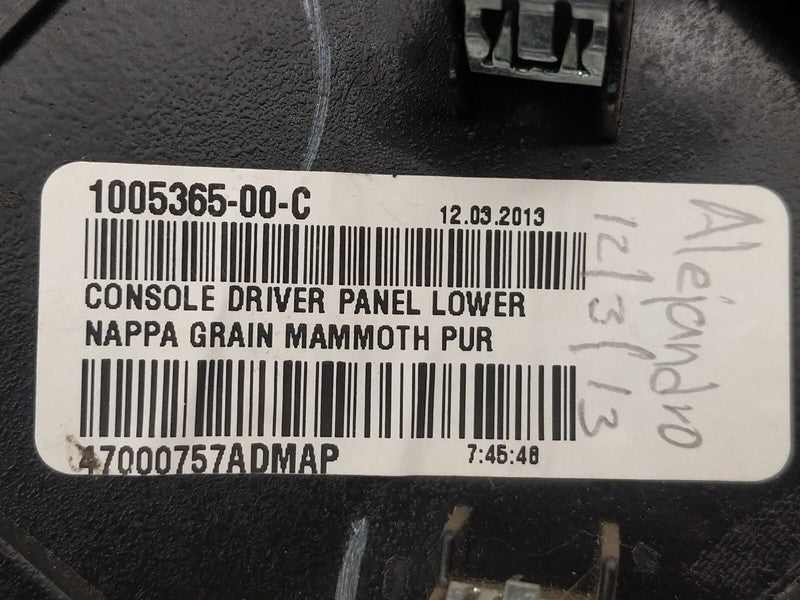 1005365-00-C
12.03.2013
CONSOLE DRIVER PANEL LOWER
NAPPA GRAIN MAMMOTH PUR
47000757ADMAP
7:45:48
Alejandro
12/3/13